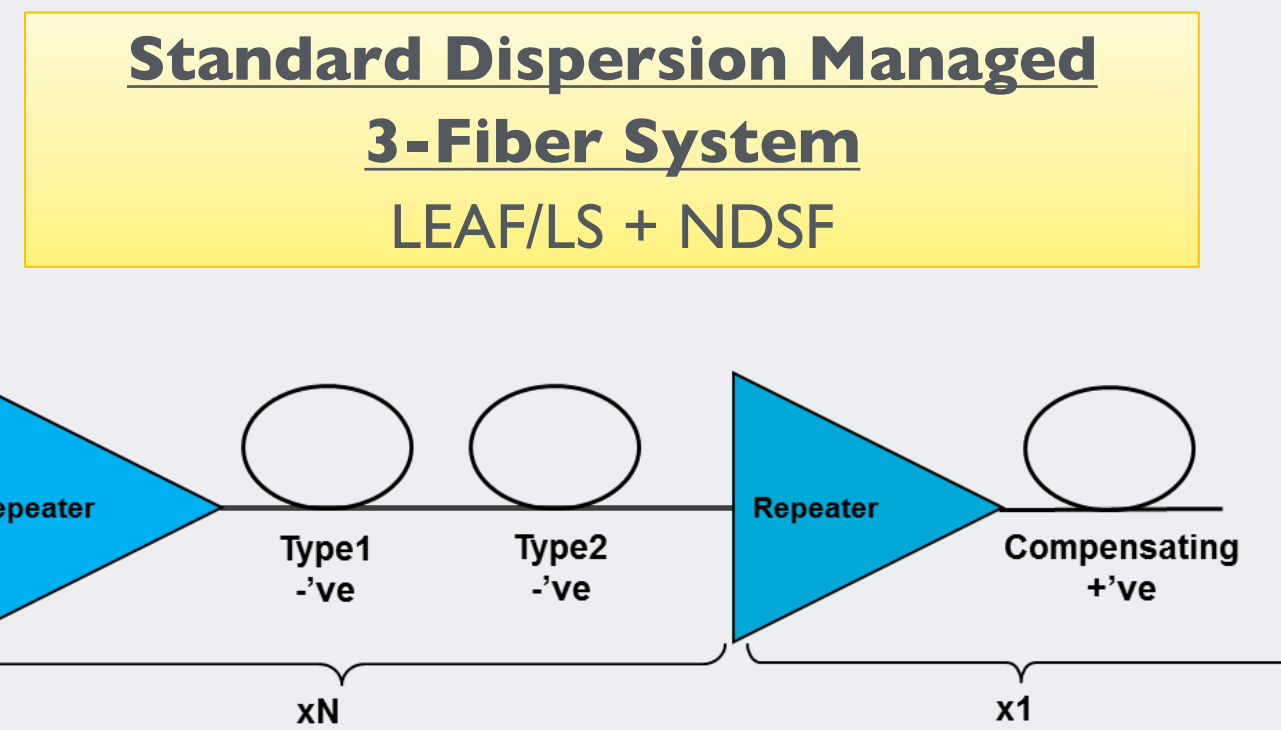 Standard Dispersion Managed
3-Fiber System
LEAF/LS + NDSF
epeater
Repeater
Type1
-’ve
Type2
-’ve
Compensating
+’ve
xN
x1